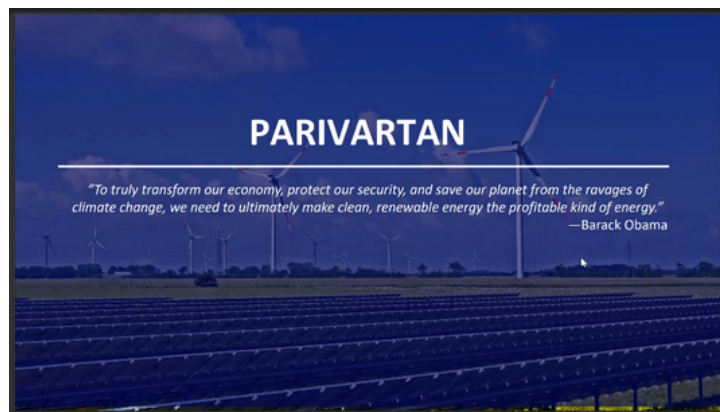 PARIVARTAN
“To truly transform our economy, protect our security, and save our planet from the ravages of
climate change, we need to ultimately make clean, renewable energy the profitable kind of energy.”
—Barack Obama